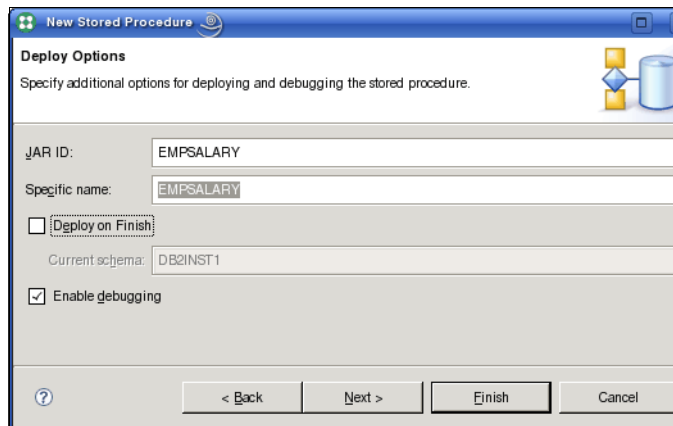 New Stored Procedure
Deploy Options
Specify additional options for deploying and debugging the stored procedure.
JAR ID: EMPSALARY
Specific name: EMPSALARY
Deploy on Finish
Current schema: DB2INST1
Enable debugging
? < Back Next > Finish Cancel